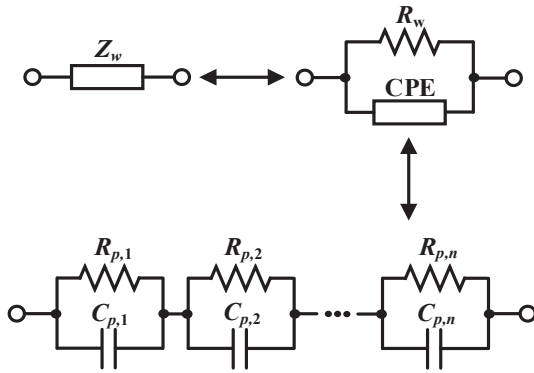 Z_w
R_w
CPE
R_p,1 R_p,2 R_p,n
C_p,1 C_p,2 C_p,n